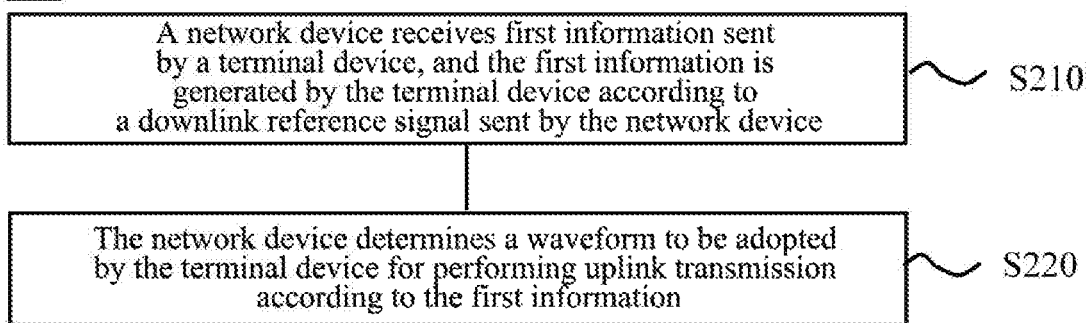 A network device receives first information sent
by a terminal device, and the first information is
generated by the terminal device according to
a downlink reference signal sent by the network device
S210
The network device determines a waveform to be adopted
by the terminal device for performing uplink transmission
according to the first information
S220